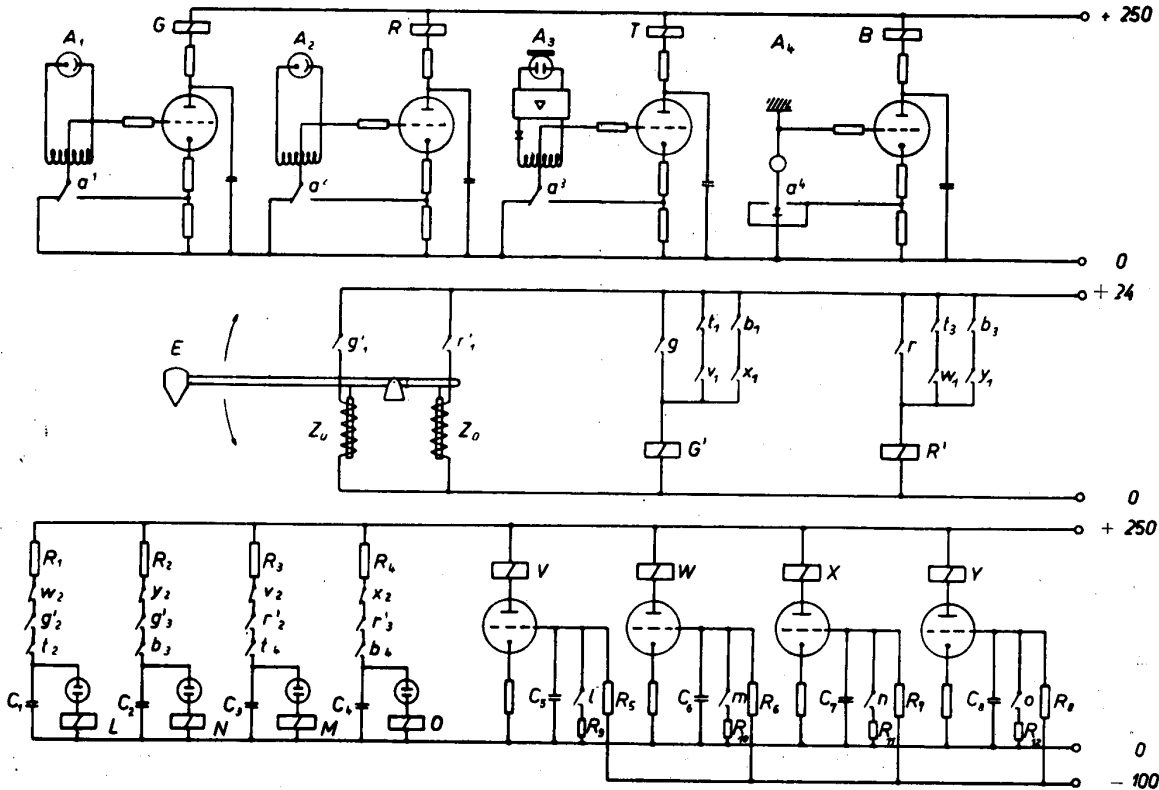 G R T B + 250
A₁ A₂ A₃ A₄
a¹ a² a³ a⁴
0
+ 24
g'₁ r'₁ g t₁ b₁ r t₃ b₃
E
v₁ x₁ w₁ y₁
Z_u Z_o G' R'
0
+ 250
R₁ R₂ R₃ R₄ V W X Y
w₂ y₂ v₂ x₂
g'₂ g'₃ r'₂ r'₃
t₂ b₃ t₄ b₄
C₁ C₂ C₃ C₄ C₅ l R₅ C₆ m R₆ C₇ n R₇ C₈ o R₈
L N M O R₉ R₁₀ R₁₁ R₁₂
0
− 100